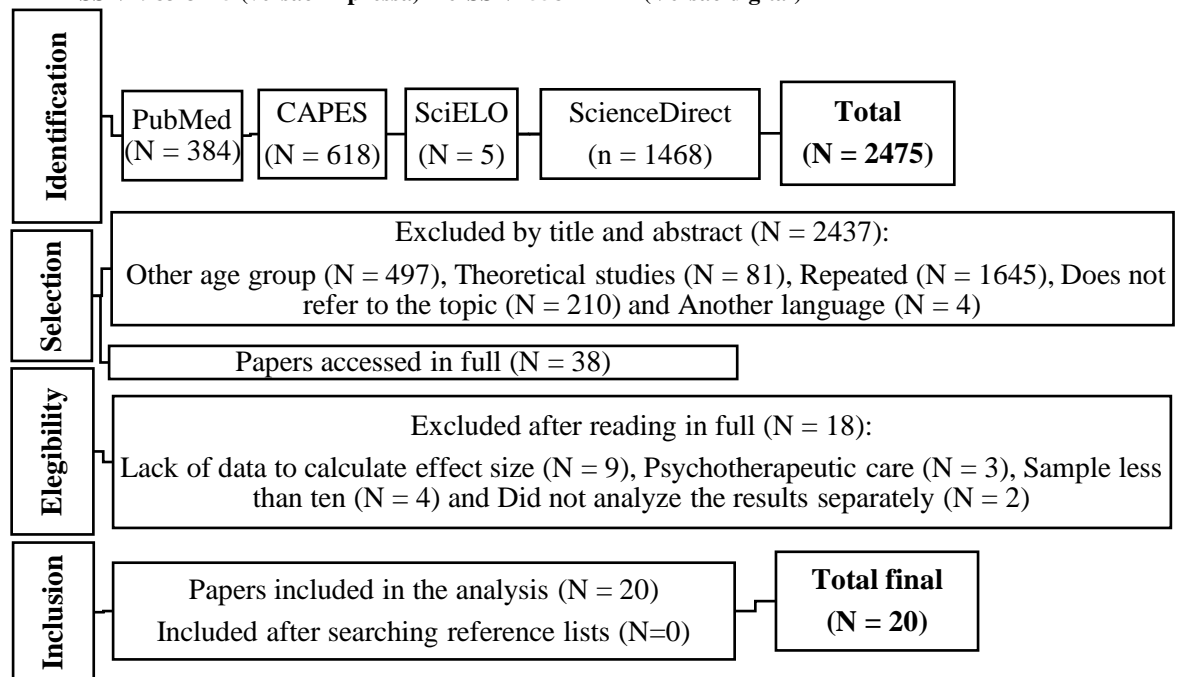 Identification
PubMed
(N = 384)
CAPES
(N = 618)
SciELO
(N = 5)
ScienceDirect
(n = 1468)
Total
(N = 2475)
Selection
Excluded by title and abstract (N = 2437):
Other age group (N = 497), Theoretical studies (N = 81), Repeated (N = 1645), Does not
refer to the topic (N = 210) and Another language (N = 4)
Papers accessed in full (N = 38)
Elegibility
Excluded after reading in full (N = 18):
Lack of data to calculate effect size (N = 9), Psychotherapeutic care (N = 3), Sample less
than ten (N = 4) and Did not analyze the results separately (N = 2)
Inclusion
Papers included in the analysis (N = 20)
Included after searching reference lists (N=0)
Total final
(N = 20)